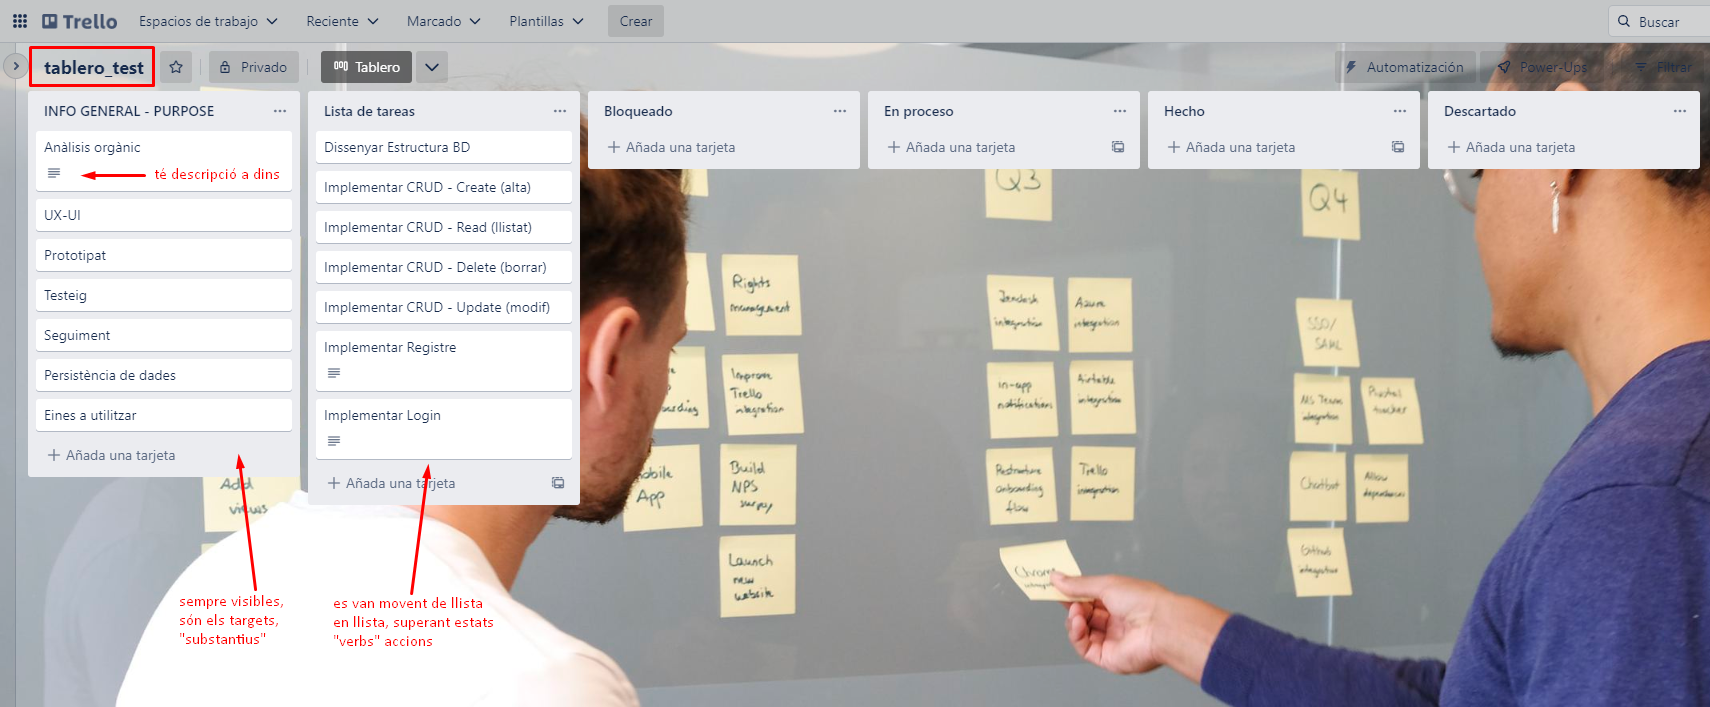 Trello
Espacios de trabajo
Reciente
Marcado
Plantillas
Crear
Buscar
tablero_test
Privado
Tablero
Automatización
Power-Ups
Filtrar
INFO GENERAL - PURPOSE
Anàlisis orgànic
té descripció a dins
UX-UI
Prototipat
Testeig
Seguiment
Persistència de dades
Eines a utilitzar
+ Añada una tarjeta
sempre visibles,
són els targets,
"substantius"
Lista de tareas
Dissenyar Estructura BD
Implementar CRUD - Create (alta)
Implementar CRUD - Read (llistat)
Implementar CRUD - Delete (borrar)
Implementar CRUD - Update (modif)
Implementar Registre
Implementar Login
+ Añada una tarjeta
es van movent de llista
en llista, superant estats
"verbs" accions
Bloqueado
+ Añada una tarjeta
En proceso
+ Añada una tarjeta
Hecho
+ Añada una tarjeta
Descartado
+ Añada una tarjeta
Add
views
Rights
management
Improve
Trello
integration
mobile
App
Build
NPS
survey
Launch
new
website
Q3
Zendesk
integration
Azure
integration
in-app
notifications
Airtable
integration
Restructure
onboarding
flow
Trello
integration
Chrome
Q4
SSO/
SAML
MS Teams
integration
Pivotal
tracker
Chatbot
Allow
dependencies
GitHub
integration